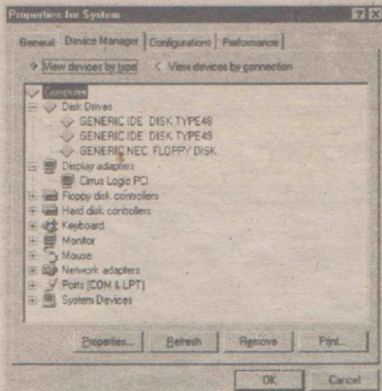 Properties for System
General Device Manager Configurations Performance
View devices by type View devices by connection
Computer
Disk Drives
GENERIC IDE DISK TYPE48
GENERIC IDE DISK TYPE49
GENERIC NEC FLOPPY DISK
Display adapters
Cirrus Logic PCI
Floppy disk controllers
Hard disk controllers
Keyboard
Monitor
Mouse
Network adapters
Ports (COM & LPT)
System Devices
Properties... Refresh Remove Print...
OK Cancel